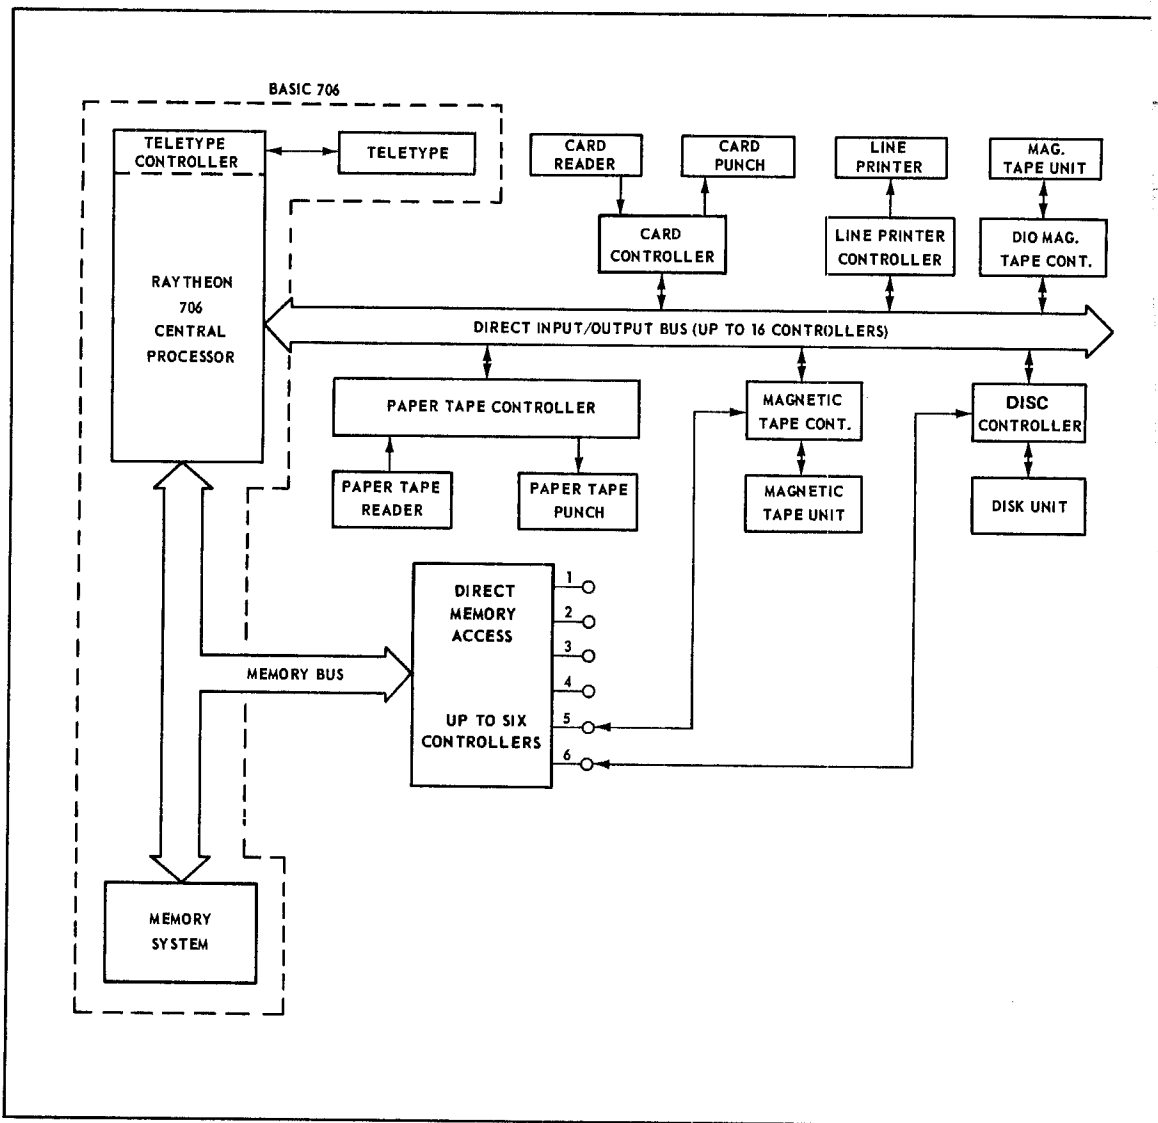 BASIC 706
TELETYPE
CONTROLLER
TELETYPE
CARD
READER
CARD
PUNCH
LINE
PRINTER
MAG.
TAPE UNIT
CARD
CONTROLLER
LINE PRINTER
CONTROLLER
DIO MAG.
TAPE CONT.
RAYTHEON
706
CENTRAL
PROCESSOR
DIRECT INPUT/OUTPUT BUS (UP TO 16 CONTROLLERS)
PAPER TAPE CONTROLLER
MAGNETIC
TAPE CONT.
DISC
CONTROLLER
PAPER TAPE
READER
PAPER TAPE
PUNCH
MAGNETIC
TAPE UNIT
DISK UNIT
DIRECT
MEMORY
ACCESS
UP TO SIX
CONTROLLERS
1
2
3
4
5
6
MEMORY BUS
MEMORY
SYSTEM